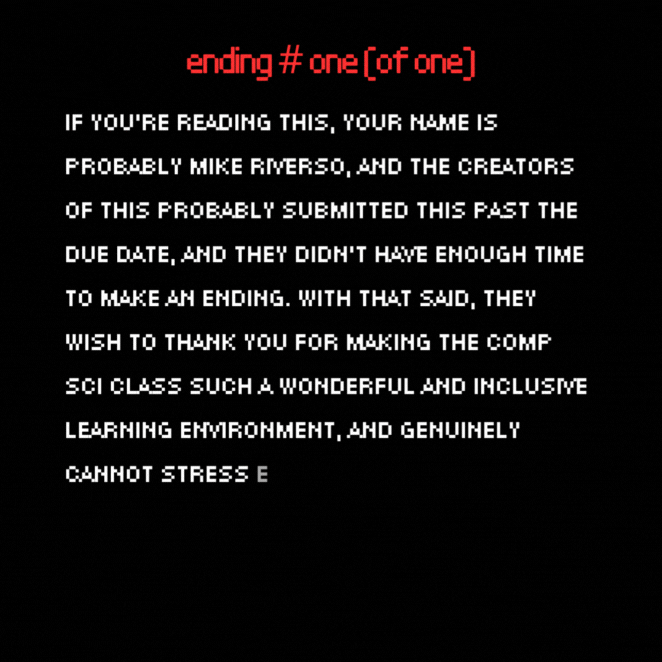 ending # one (of one)
IF YOU'RE READING THIS, YOUR NAME IS
PROBABLY MIKE RIVERSO, AND THE CREATORS
OF THIS PROBABLY SUBMITTED THIS PAST THE
DUE DATE, AND THEY DIDN'T HAVE ENOUGH TIME
TO MAKE AN ENDING. WITH THAT SAID, THEY
WISH TO THANK YOU FOR MAKING THE COMP
SCI CLASS SUCH A WONDERFUL AND INCLUSIVE
LEARNING ENVIRONMENT, AND GENUINELY
CANNOT STRESS E